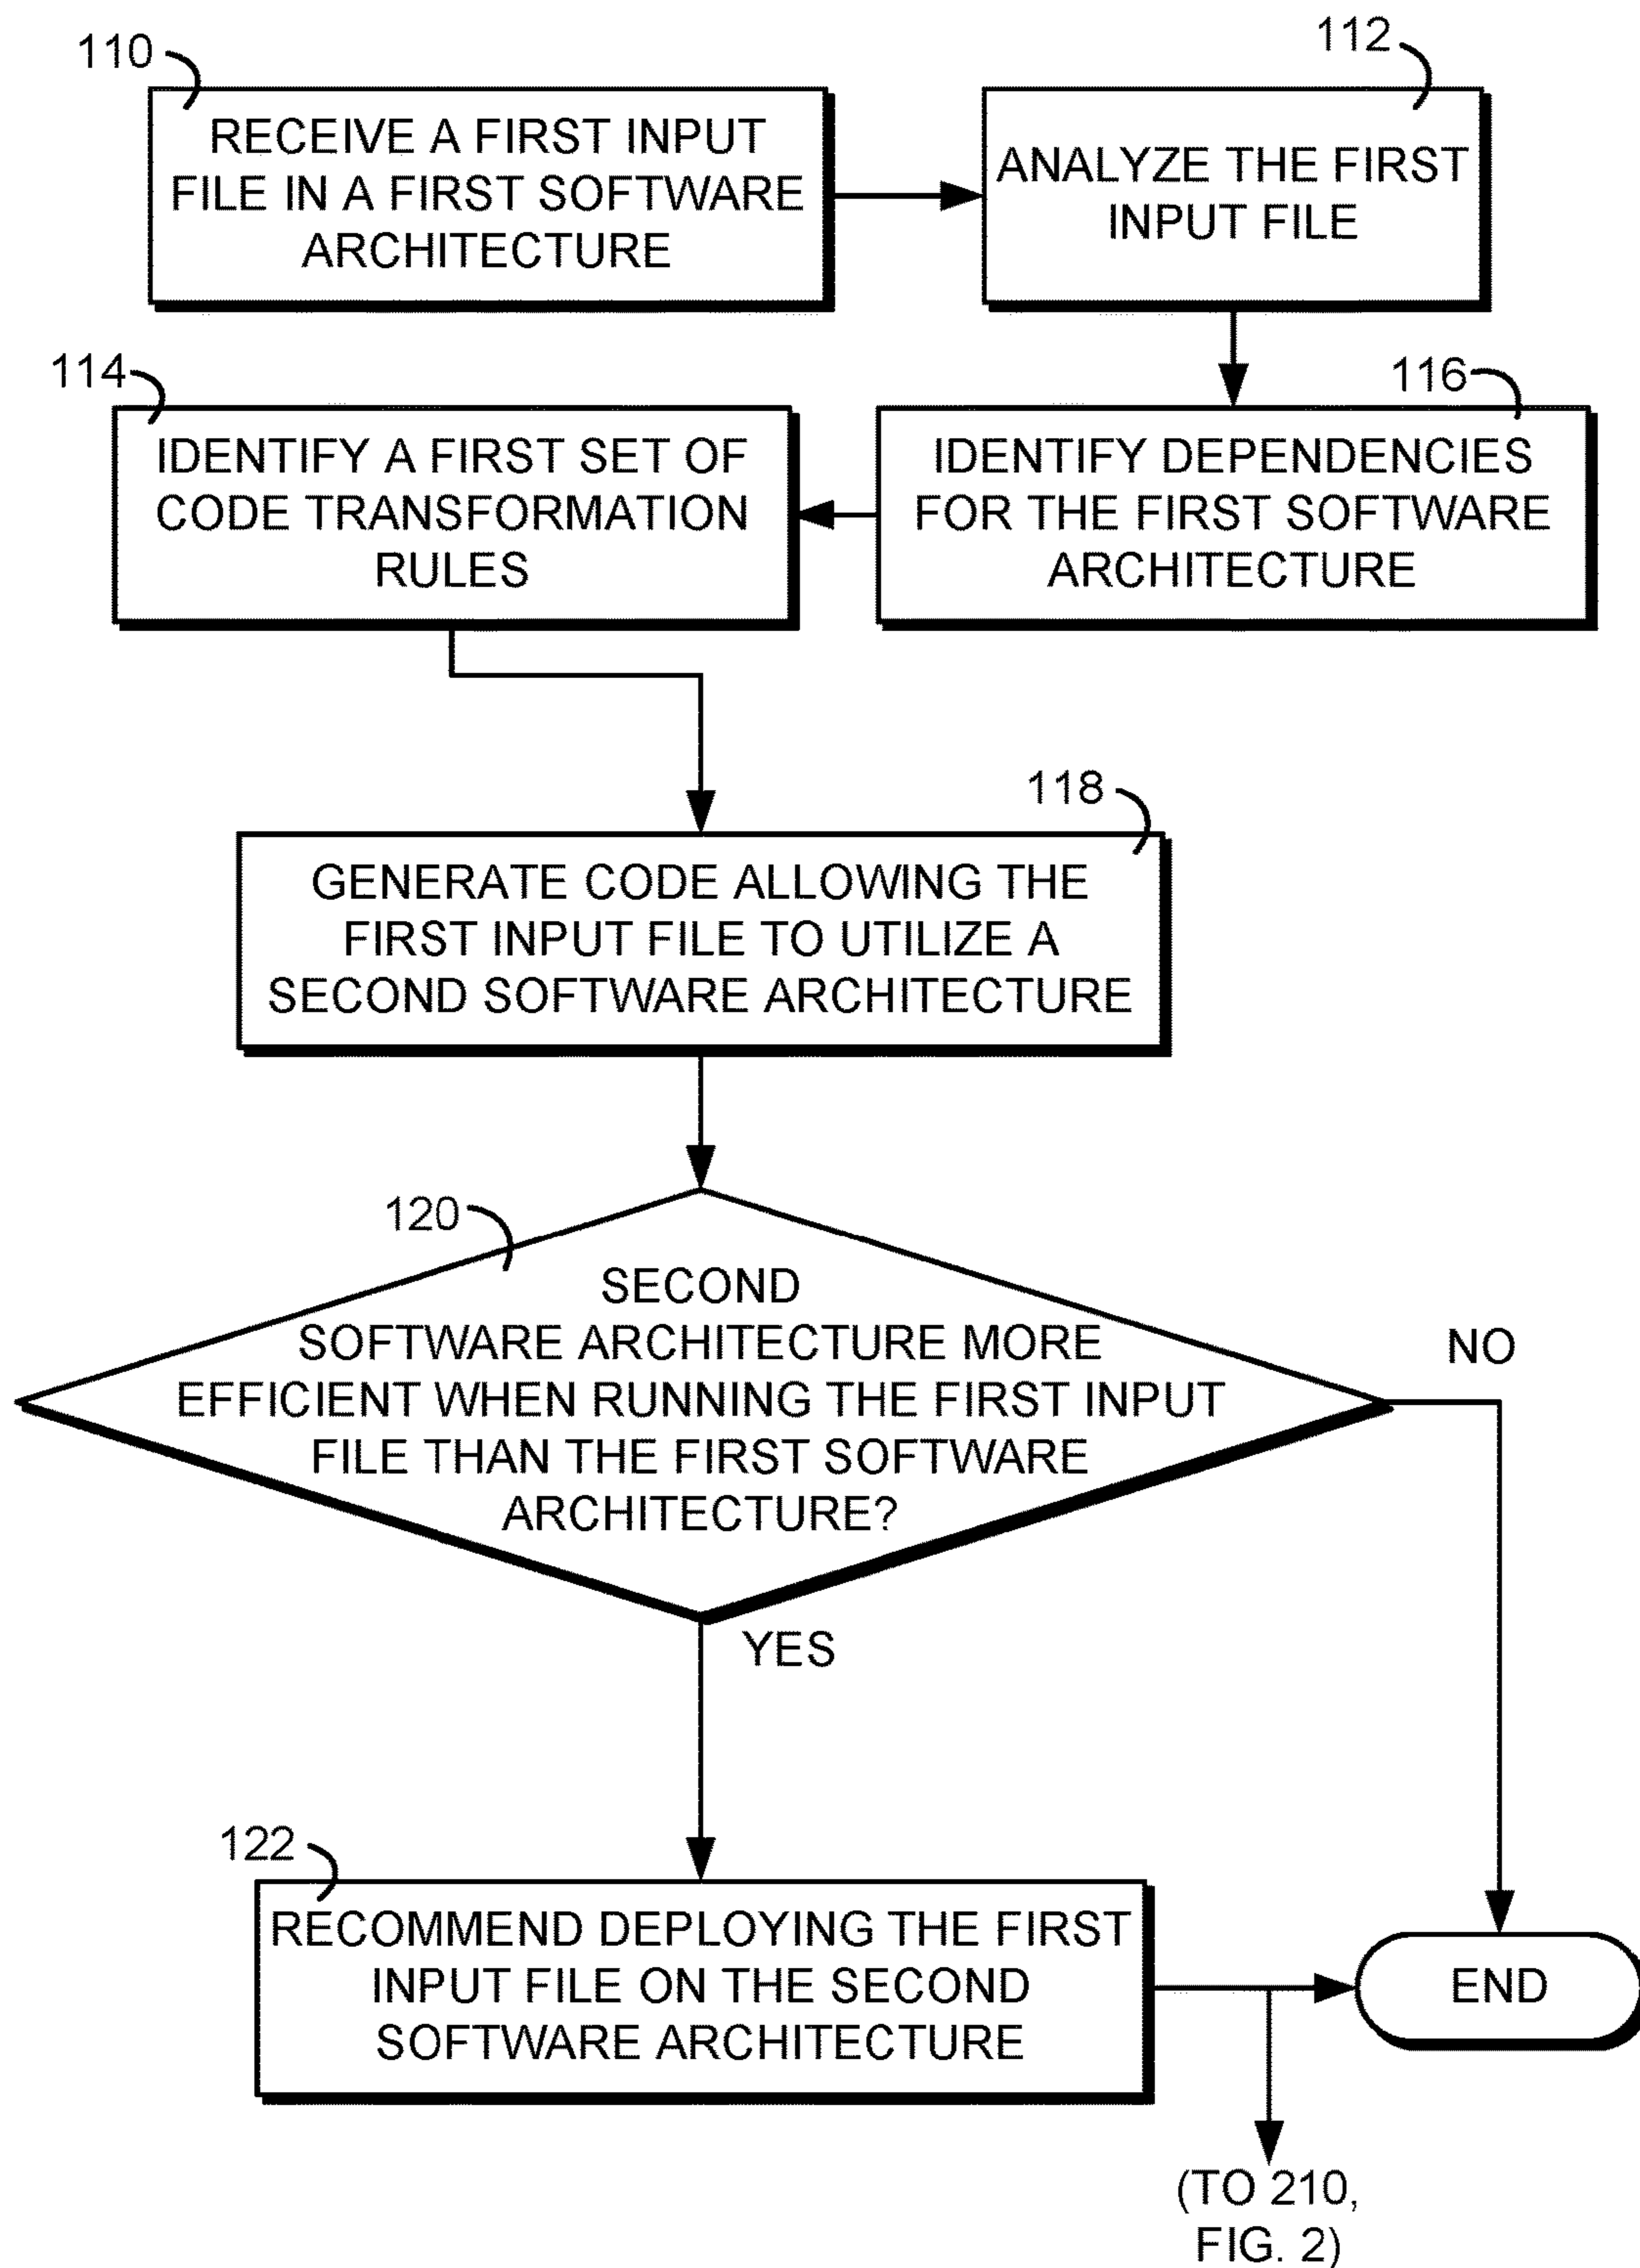 110
RECEIVE A FIRST INPUT
FILE IN A FIRST SOFTWARE
ARCHITECTURE
112
ANALYZE THE FIRST
INPUT FILE
114
IDENTIFY A FIRST SET OF
CODE TRANSFORMATION
RULES
116
IDENTIFY DEPENDENCIES
FOR THE FIRST SOFTWARE
ARCHITECTURE
118
GENERATE CODE ALLOWING THE
FIRST INPUT FILE TO UTILIZE A
SECOND SOFTWARE ARCHITECTURE
120
SECOND
SOFTWARE ARCHITECTURE MORE
EFFICIENT WHEN RUNNING THE FIRST INPUT
FILE THAN THE FIRST SOFTWARE
ARCHITECTURE?
NO
YES
122
RECOMMEND DEPLOYING THE FIRST
INPUT FILE ON THE SECOND
SOFTWARE ARCHITECTURE
END
(TO 210,
FIG. 2)